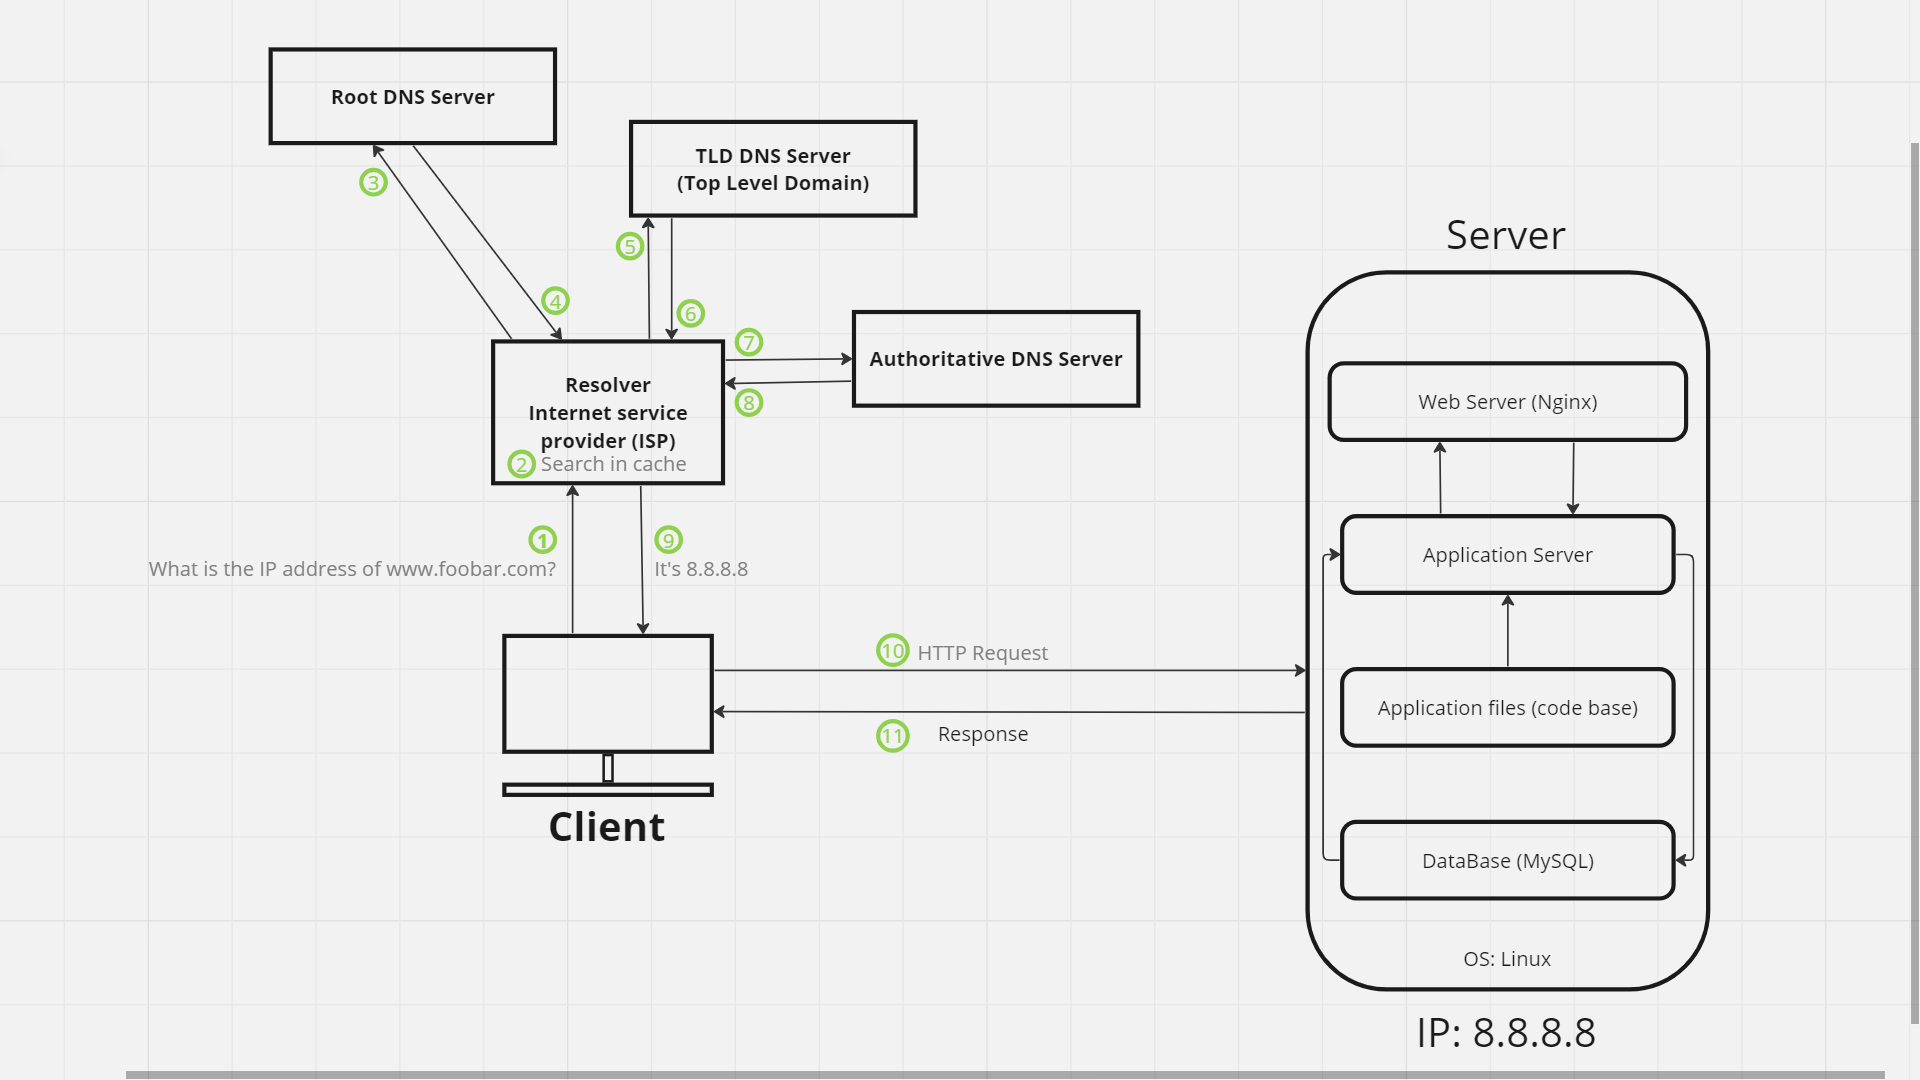 Root DNS Server
3
TLD DNS Server
(Top Level Domain)
5
4
6
Server
7
Authoritative DNS Server
8
Resolver
Internet service
provider (ISP)
2 Search in cache
Web Server (Nginx)
1
What is the IP address of www.foobar.com?
9
It's 8.8.8.8
Application Server
10 HTTP Request
11 Response
Application files (code base)
Client
DataBase (MySQL)
OS: Linux
IP: 8.8.8.8